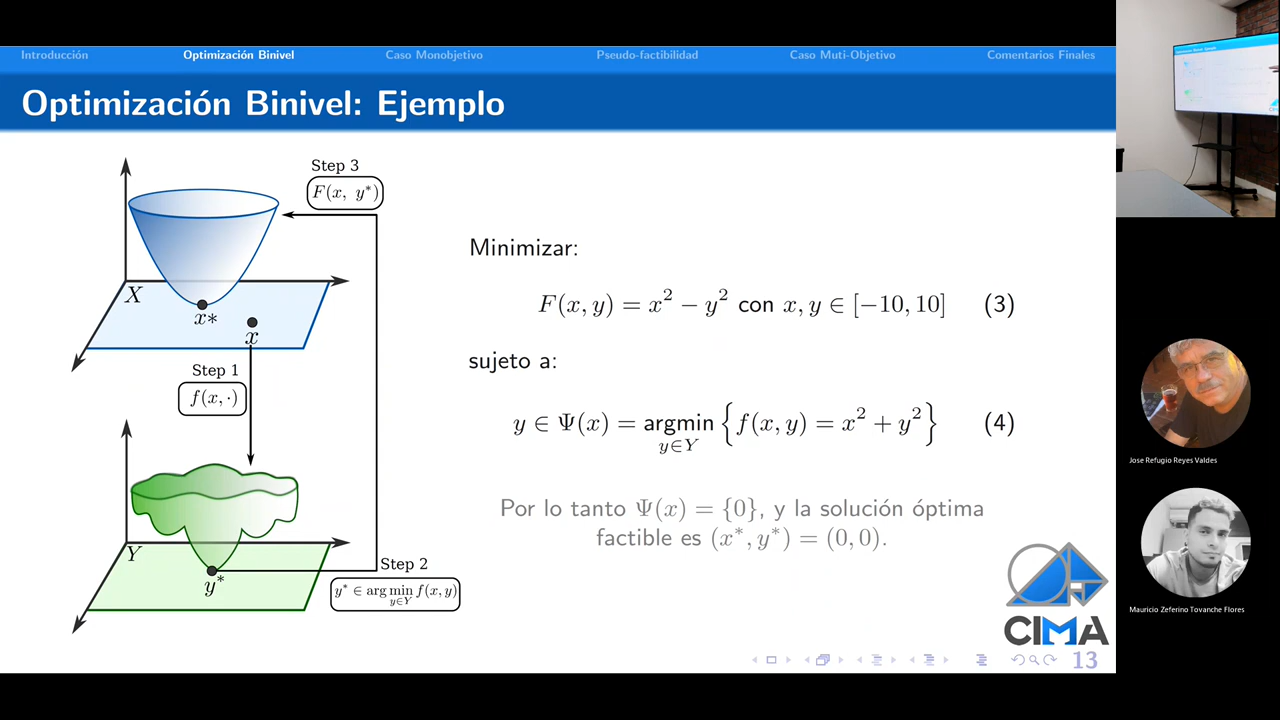 Introducción Optimización Binivel Caso Monobjetivo Pseudo-factibilidad Caso Muti-Objetivo Comentarios Finales
Optimización Binivel: Ejemplo
Step 3
F(x, y*)
X
x*
x
Step 1
f(x, ·)
Y
y*
Step 2
y* ∈ arg min f(x, y)
y∈Y
Minimizar:
F(x, y) = x² − y² con x, y ∈ [−10, 10] (3)
sujeto a:
y ∈ Ψ(x) = argmin {f(x, y) = x² + y²} (4)
y∈Y
Por lo tanto Ψ(x) = {0}, y la solución óptima
factible es (x*, y*) = (0, 0).
CIMA
13
Jose Refugio Reyes Valdes
Mauricio Zeferino Tovanche Flores